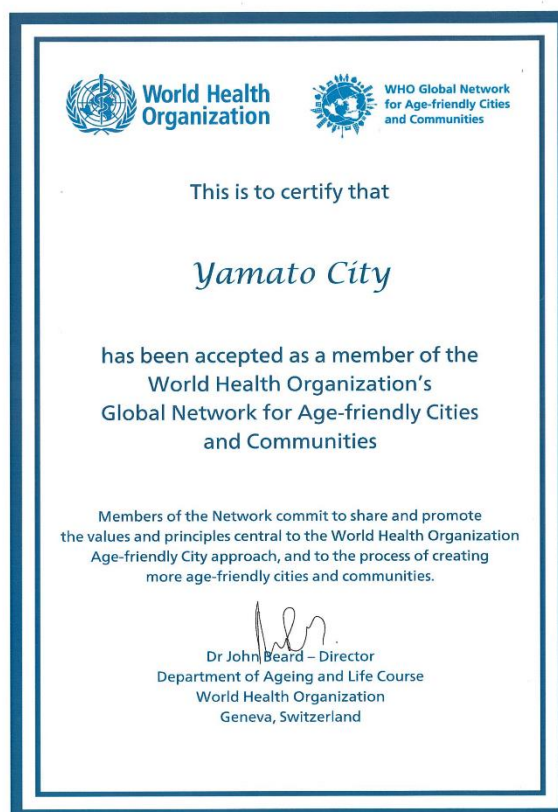 World Health
Organization
WHO Global Network
for Age-friendly Cities
and Communities
This is to certify that
Yamato City
has been accepted as a member of the
World Health Organization's
Global Network for Age-friendly Cities
and Communities
Members of the Network commit to share and promote
the values and principles central to the World Health Organization
Age-friendly City approach, and to the process of creating
more age-friendly cities and communities.
Dr John Beard – Director
Department of Ageing and Life Course
World Health Organization
Geneva, Switzerland